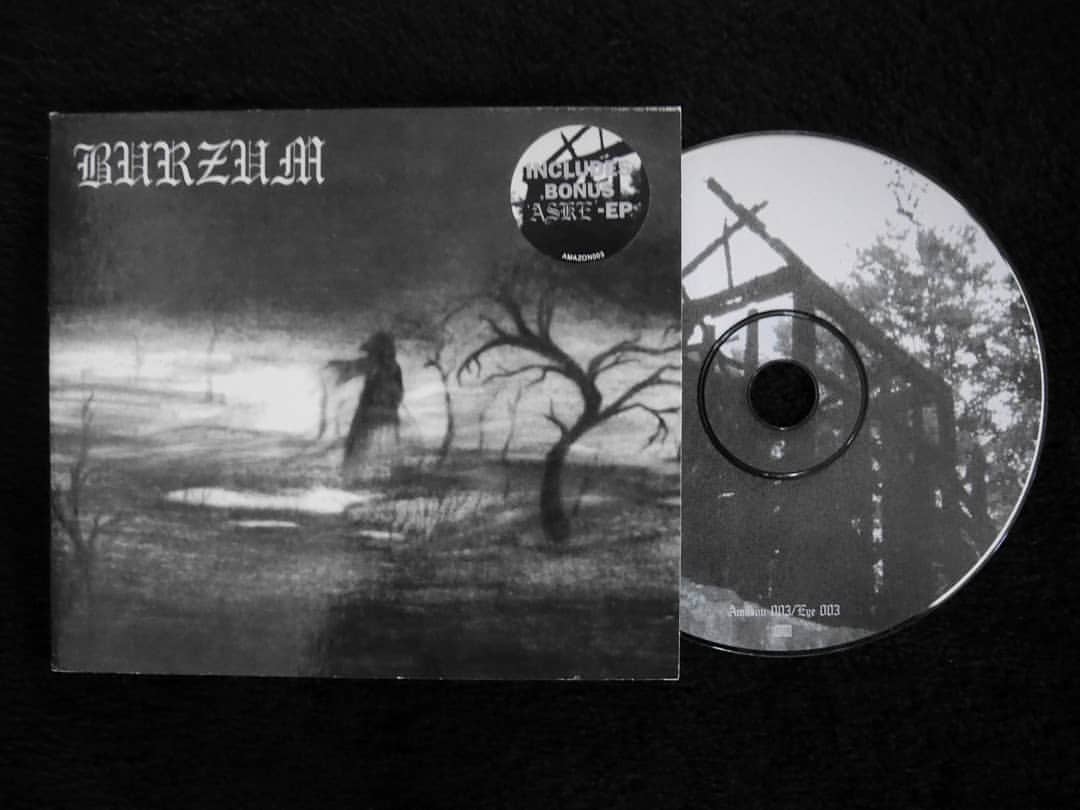 BURZUM
INCLUDES
BONUS
"ASKE"-EP
AMAZON003
Amazon 003/Eye 003